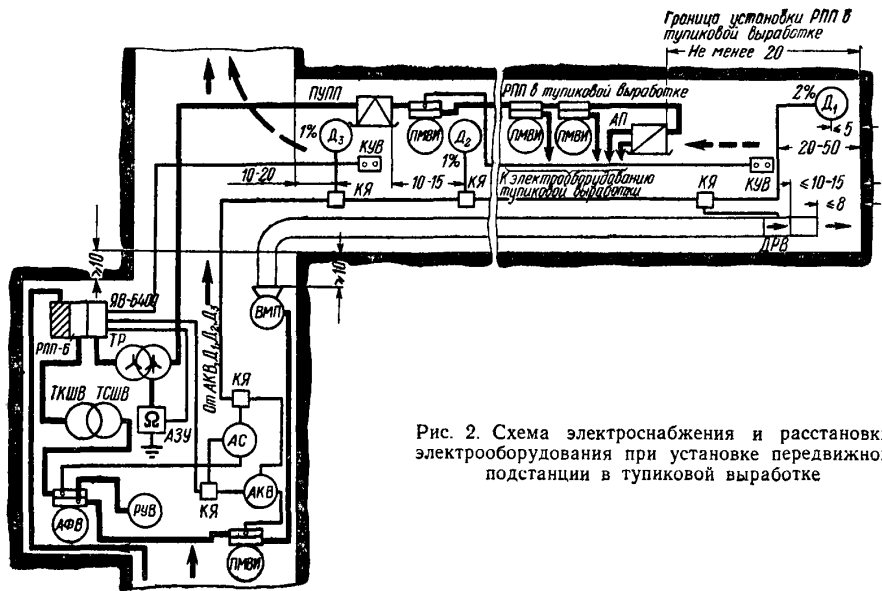 Граница установки РПП в
тупиковой выработке
Не менее 20
ПУПП
РПП в тупиковой выработке
2%
Д₁
≤ 5
АП
1%
Д₃
ПМВИ
Д₂
ПМВИ
ПМВИ
КУВ
1%
20-50
10-20
10-15
КЯ
КЯ
К электрооборудованию
тупиковой выработки
КУВ
КЯ
≤10-15
≤ 8
ДРВ
≥10
≥10
ЯВ-6400
ВМП
РПП-Б
ТР
От АКВ, Д₁, Д₂, Д₃
ТКШВ
ТСШВ
КЯ
Ω
АЗУ
АС
КЯ
АКВ
АФВ
РУВ
ПМВИ
Рис. 2. Схема электроснабжения и расстановк
электрооборудования при установке передвижно
подстанции в тупиковой выработке